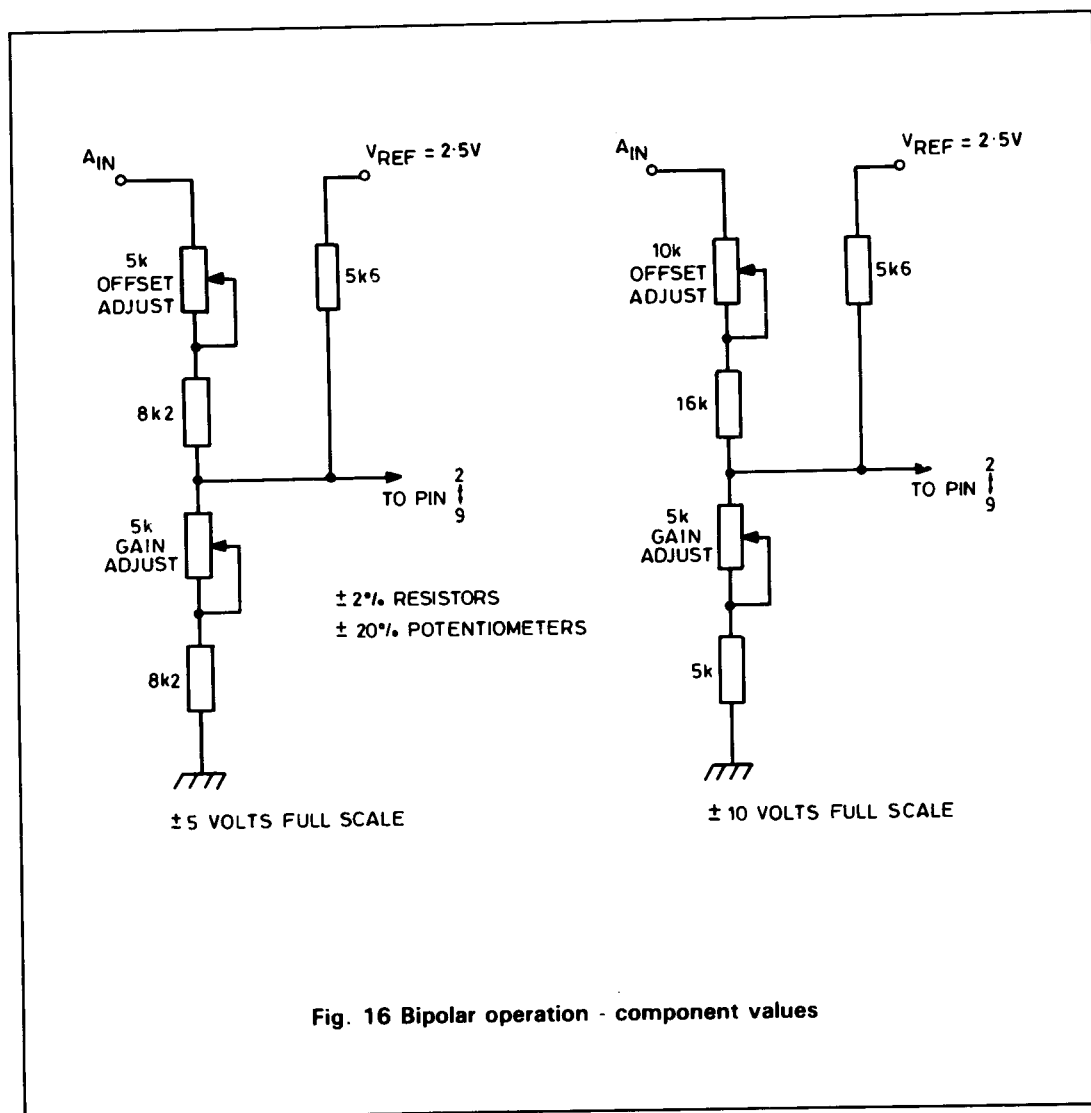 AIN
VREF = 2·5V
5k
OFFSET
ADJUST
5k6
8k2
TO PIN 2
9
5k
GAIN
ADJUST
± 2% RESISTORS
± 20% POTENTIOMETERS
8k2
± 5 VOLTS FULL SCALE
AIN
VREF = 2·5V
10k
OFFSET
ADJUST
5k6
16k
TO PIN 2
9
5k
GAIN
ADJUST
5k
± 10 VOLTS FULL SCALE
Fig. 16 Bipolar operation - component values